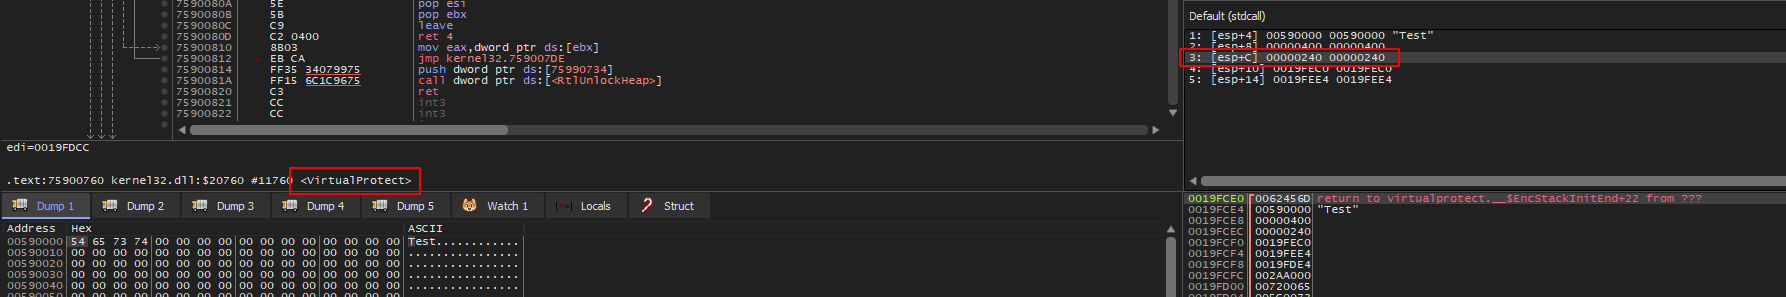 7590080A 5E pop esi
7590080B 5B pop ebx
7590080C C9 leave
7590080D C2 0400 ret 4
75900810 8B03 mov eax,dword ptr ds:[ebx]
75900812 EB CA jmp kernel32.759007DE
75900814 FF35 34079975 push dword ptr ds:[75990734]
7590081A FF15 6C1C9675 call dword ptr ds:[<RtlUnlockHeap>]
75900820 C3 ret
75900821 CC int3
75900822 CC int3
edi=0019FDCC
.text:75900760 kernel32.dll:$20760 #11760 <VirtualProtect>
Default (stdcall)
1: [esp+4] 00590000 00590000 "Test"
2: [esp+8] 00000400 00000400
3: [esp+C] 00000240 00000240
4: [esp+10] 0019FEC0 0019FEC0
5: [esp+14] 0019FEE4 0019FEE4
Dump 1 Dump 2 Dump 3 Dump 4 Dump 5 Watch 1 [x=] Locals Struct
Address Hex ASCII
00590000 54 65 73 74 00 00 00 00 00 00 00 00 00 00 00 00 Test............
00590010 00 00 00 00 00 00 00 00 00 00 00 00 00 00 00 00 ................
00590020 00 00 00 00 00 00 00 00 00 00 00 00 00 00 00 00 ................
00590030 00 00 00 00 00 00 00 00 00 00 00 00 00 00 00 00 ................
00590040 00 00 00 00 00 00 00 00 00 00 00 00 00 00 00 00 ................
0019FCE0 0062456D return to virtualprotect.__$EncStackInitEnd+22 from ???
0019FCE4 00590000 "Test"
0019FCE8 00000400
0019FCEC 00000240
0019FCF0 0019FEC0
0019FCF4 0019FEE4
0019FCF8 0019FDE4
0019FCFC 002AA000
0019FD00 00720065